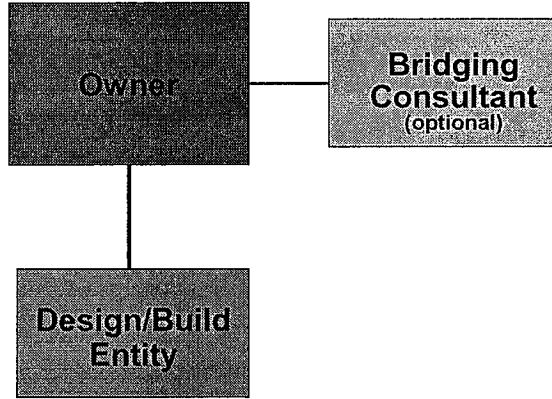 Owner
Bridging
Consultant
(optional)
Design/Build
Entity